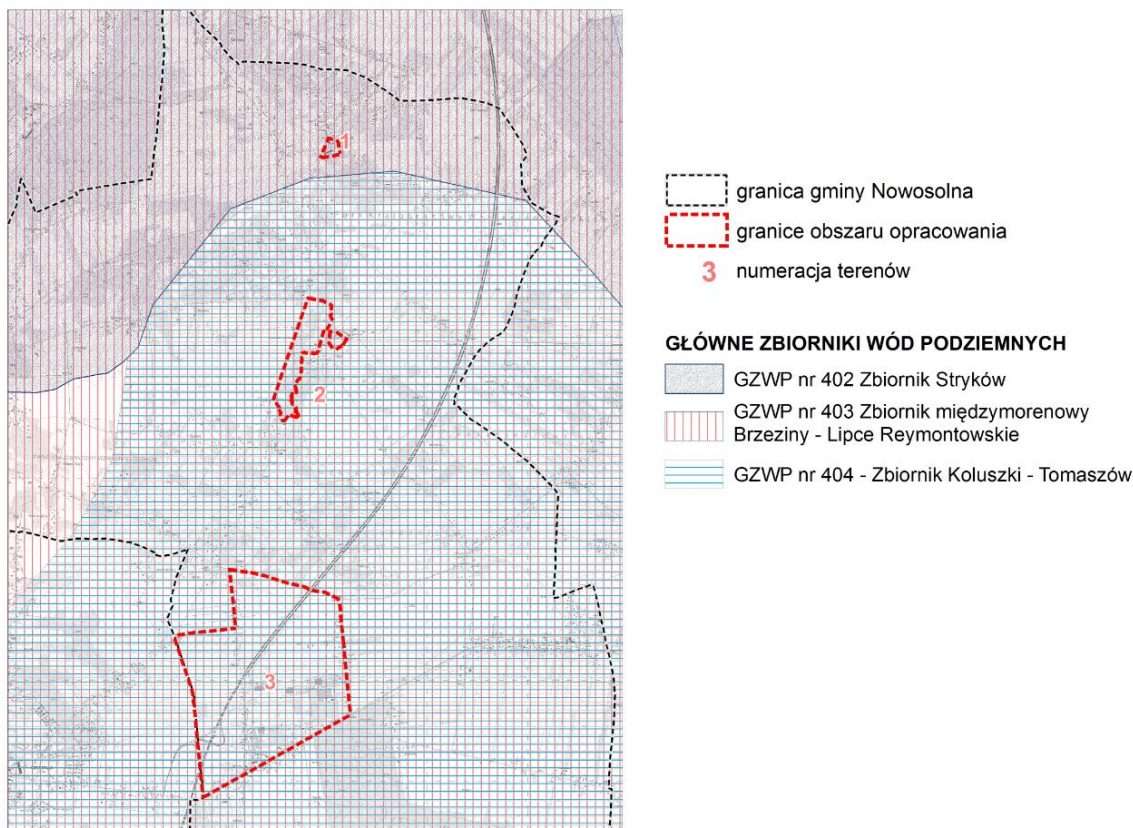 1
2
3
granica gminy Nowosolna
granice obszaru opracowania
3 numeracja terenów
GŁÓWNE ZBIORNIKI WÓD PODZIEMNYCH
GZWP nr 402 Zbiornik Stryków
GZWP nr 403 Zbiornik międzymorenowy
Brzeziny - Lipce Reymontowskie
GZWP nr 404 - Zbiornik Koluszki - Tomaszów